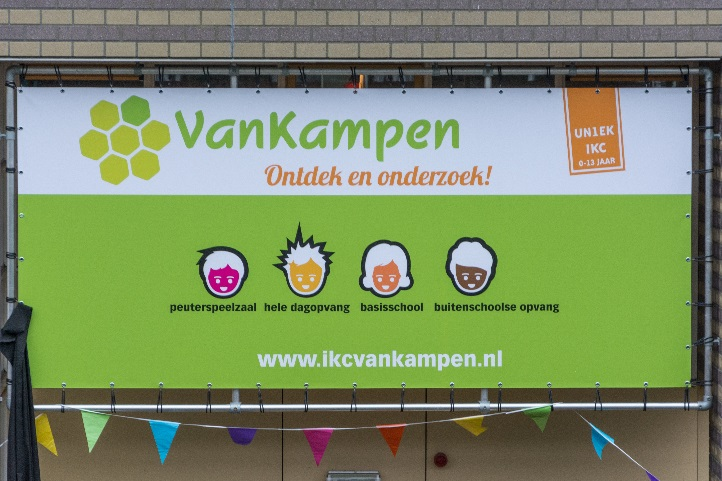 VanKampen
Ontdek en onderzoek!
UN1EK
IKC
0-13 JAAR
peuterspeelzaal hele dagopvang basisschool buitenschoolse opvang
www.ikcvankampen.nl